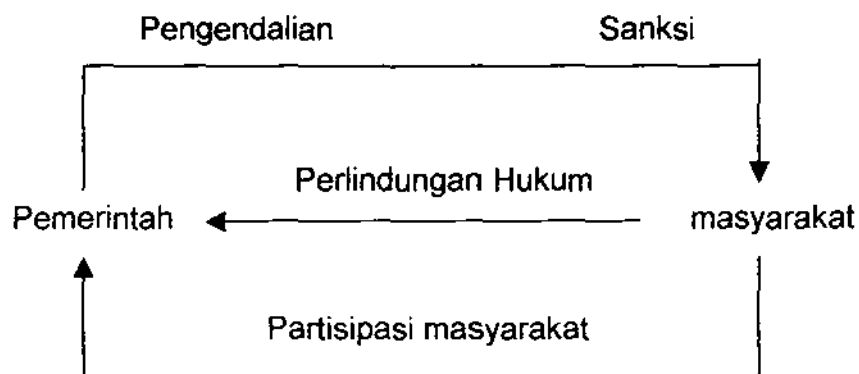 Pengendalian Sanksi
Perlindungan Hukum
Pemerintah masyarakat
Partisipasi masyarakat